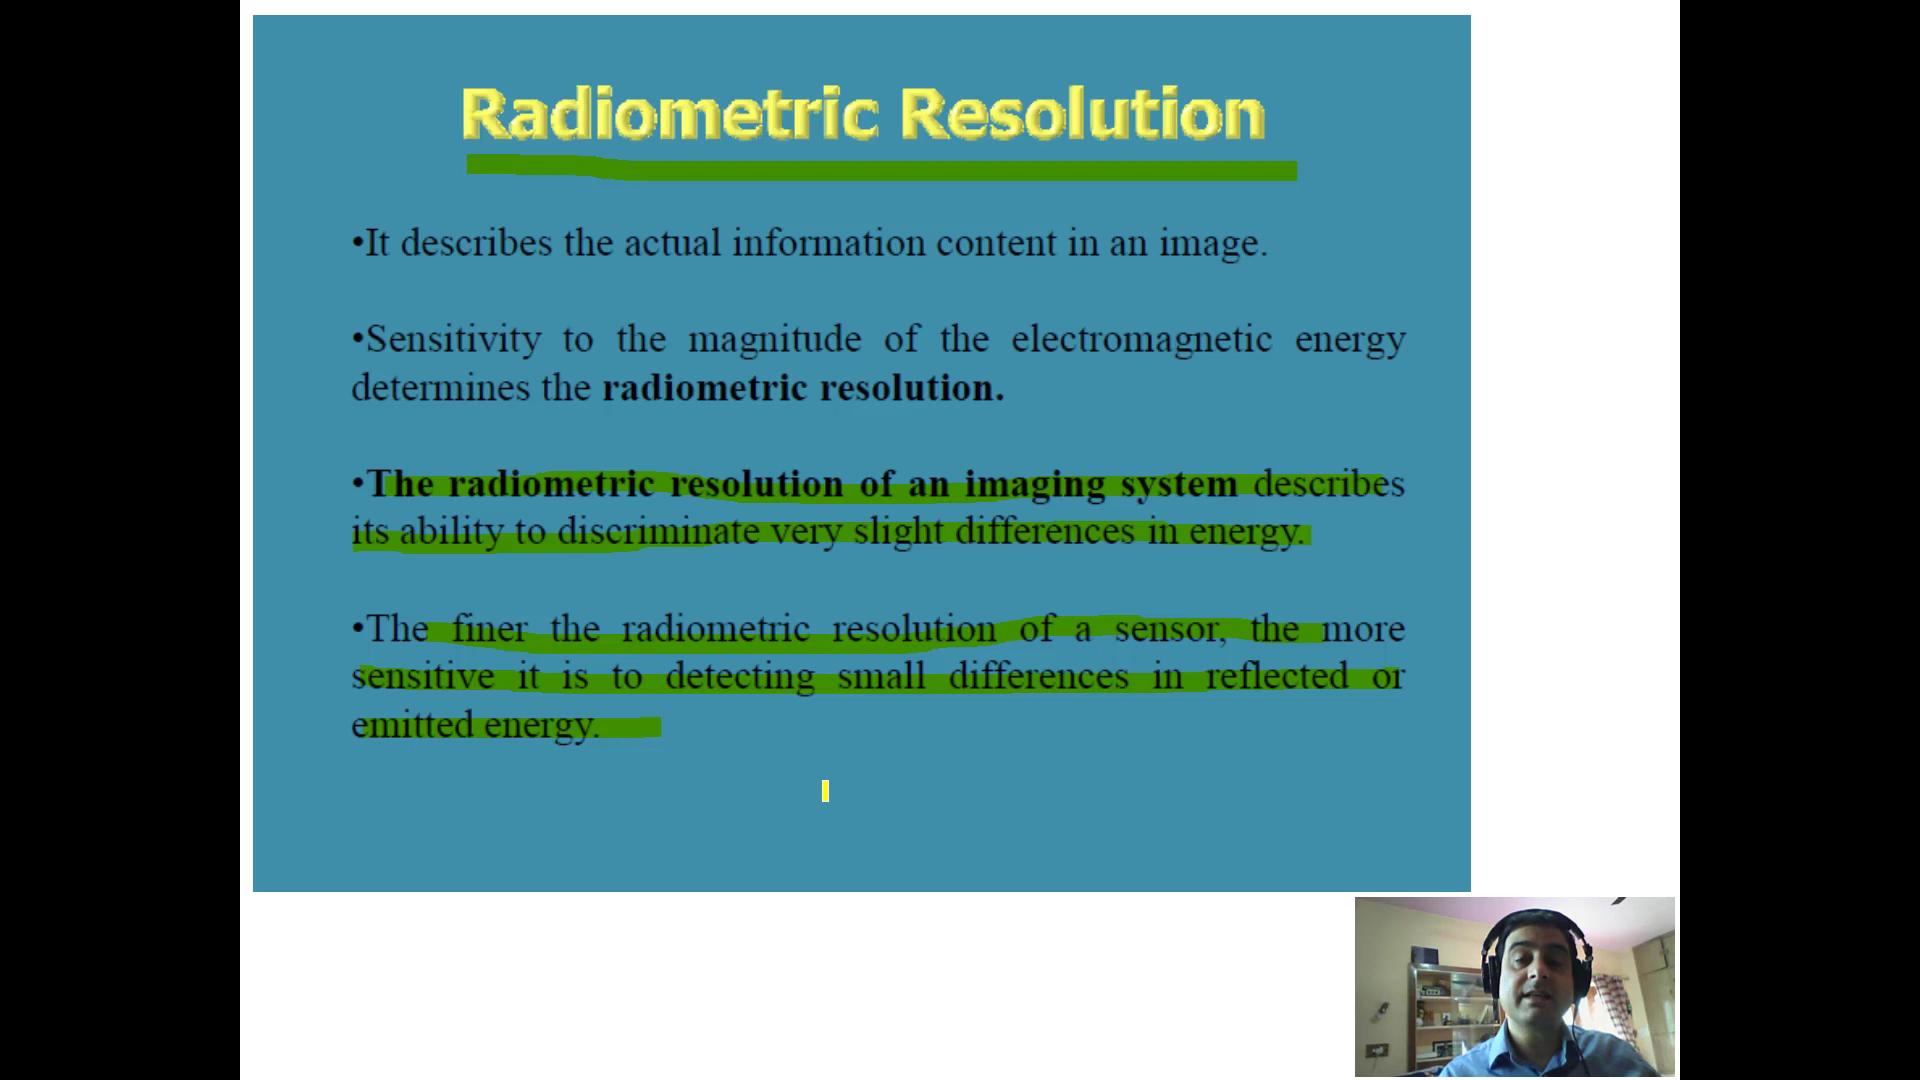 Radiometric Resolution
•It describes the actual information content in an image.
•Sensitivity to the magnitude of the electromagnetic energy
determines the radiometric resolution.
•The radiometric resolution of an imaging system describes
its ability to discriminate very slight differences in energy.
•The finer the radiometric resolution of a sensor, the more
sensitive it is to detecting small differences in reflected or
emitted energy.